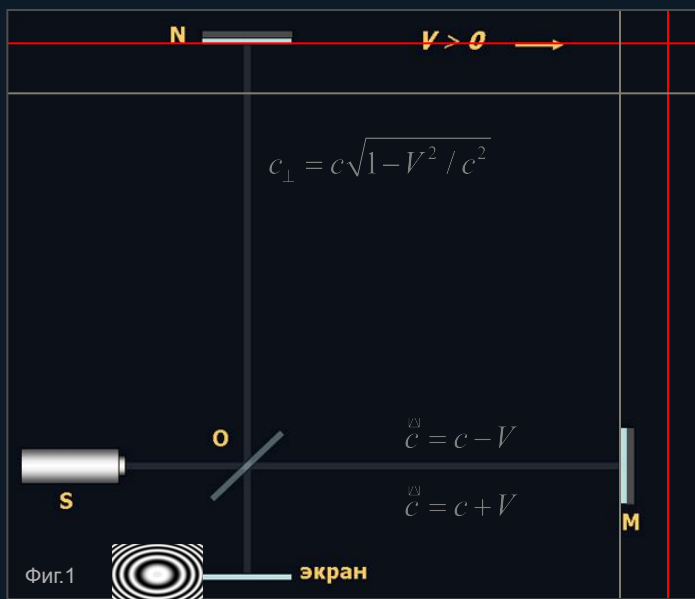 N V > 0
c⊥ = c√(1 − V² / c²)
O
c = c − V
S
c = c + V
M
Фиг.1
экран